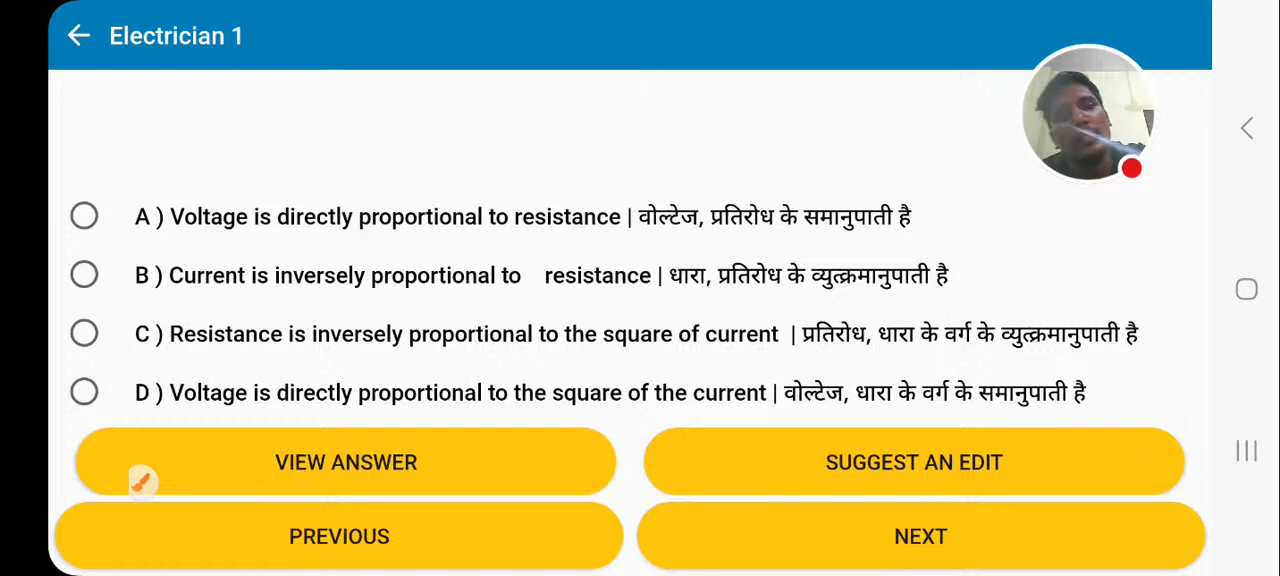 Electrician 1
A ) Voltage is directly proportional to resistance | वोल्टेज, प्रतिरोध के समानुपाती है
B ) Current is inversely proportional to resistance | धारा, प्रतिरोध के व्युत्क्रमानुपाती है
C ) Resistance is inversely proportional to the square of current | प्रतिरोध, धारा के वर्ग के व्युत्क्रमानुपाती है
D ) Voltage is directly proportional to the square of the current | वोल्टेज, धारा के वर्ग के समानुपाती है
VIEW ANSWER
SUGGEST AN EDIT
PREVIOUS
NEXT